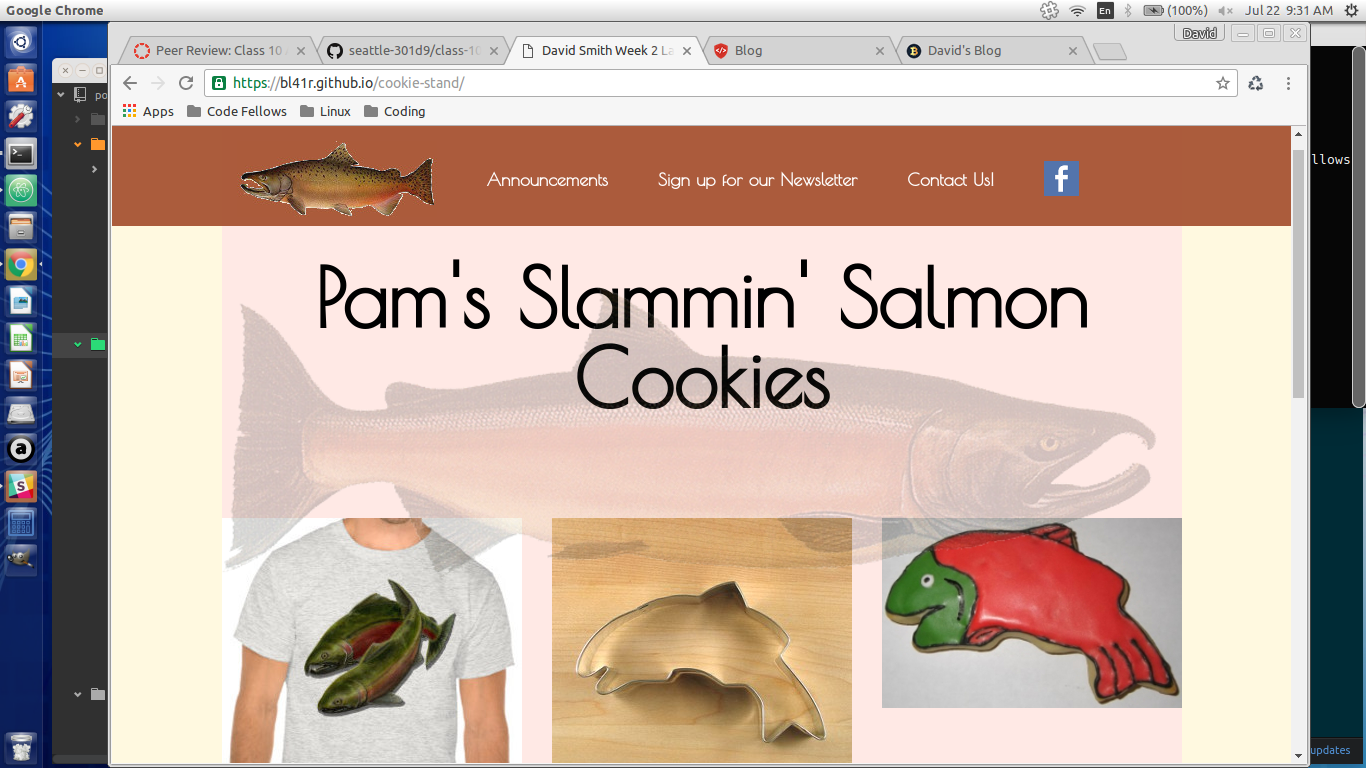 Google Chrome
En
(100%)
Jul 22 9:31 AM
David
Peer Review: Class 10
seattle-301d9/class-10
David Smith Week 2 La
Blog
David's Blog
https://bl41r.github.io/cookie-stand/
Apps
Code Fellows
Linux
Coding
po
llows
Announcements
Sign up for our Newsletter
Contact Us!
f
Pam's Slammin' Salmon
Cookies
a
S
updates